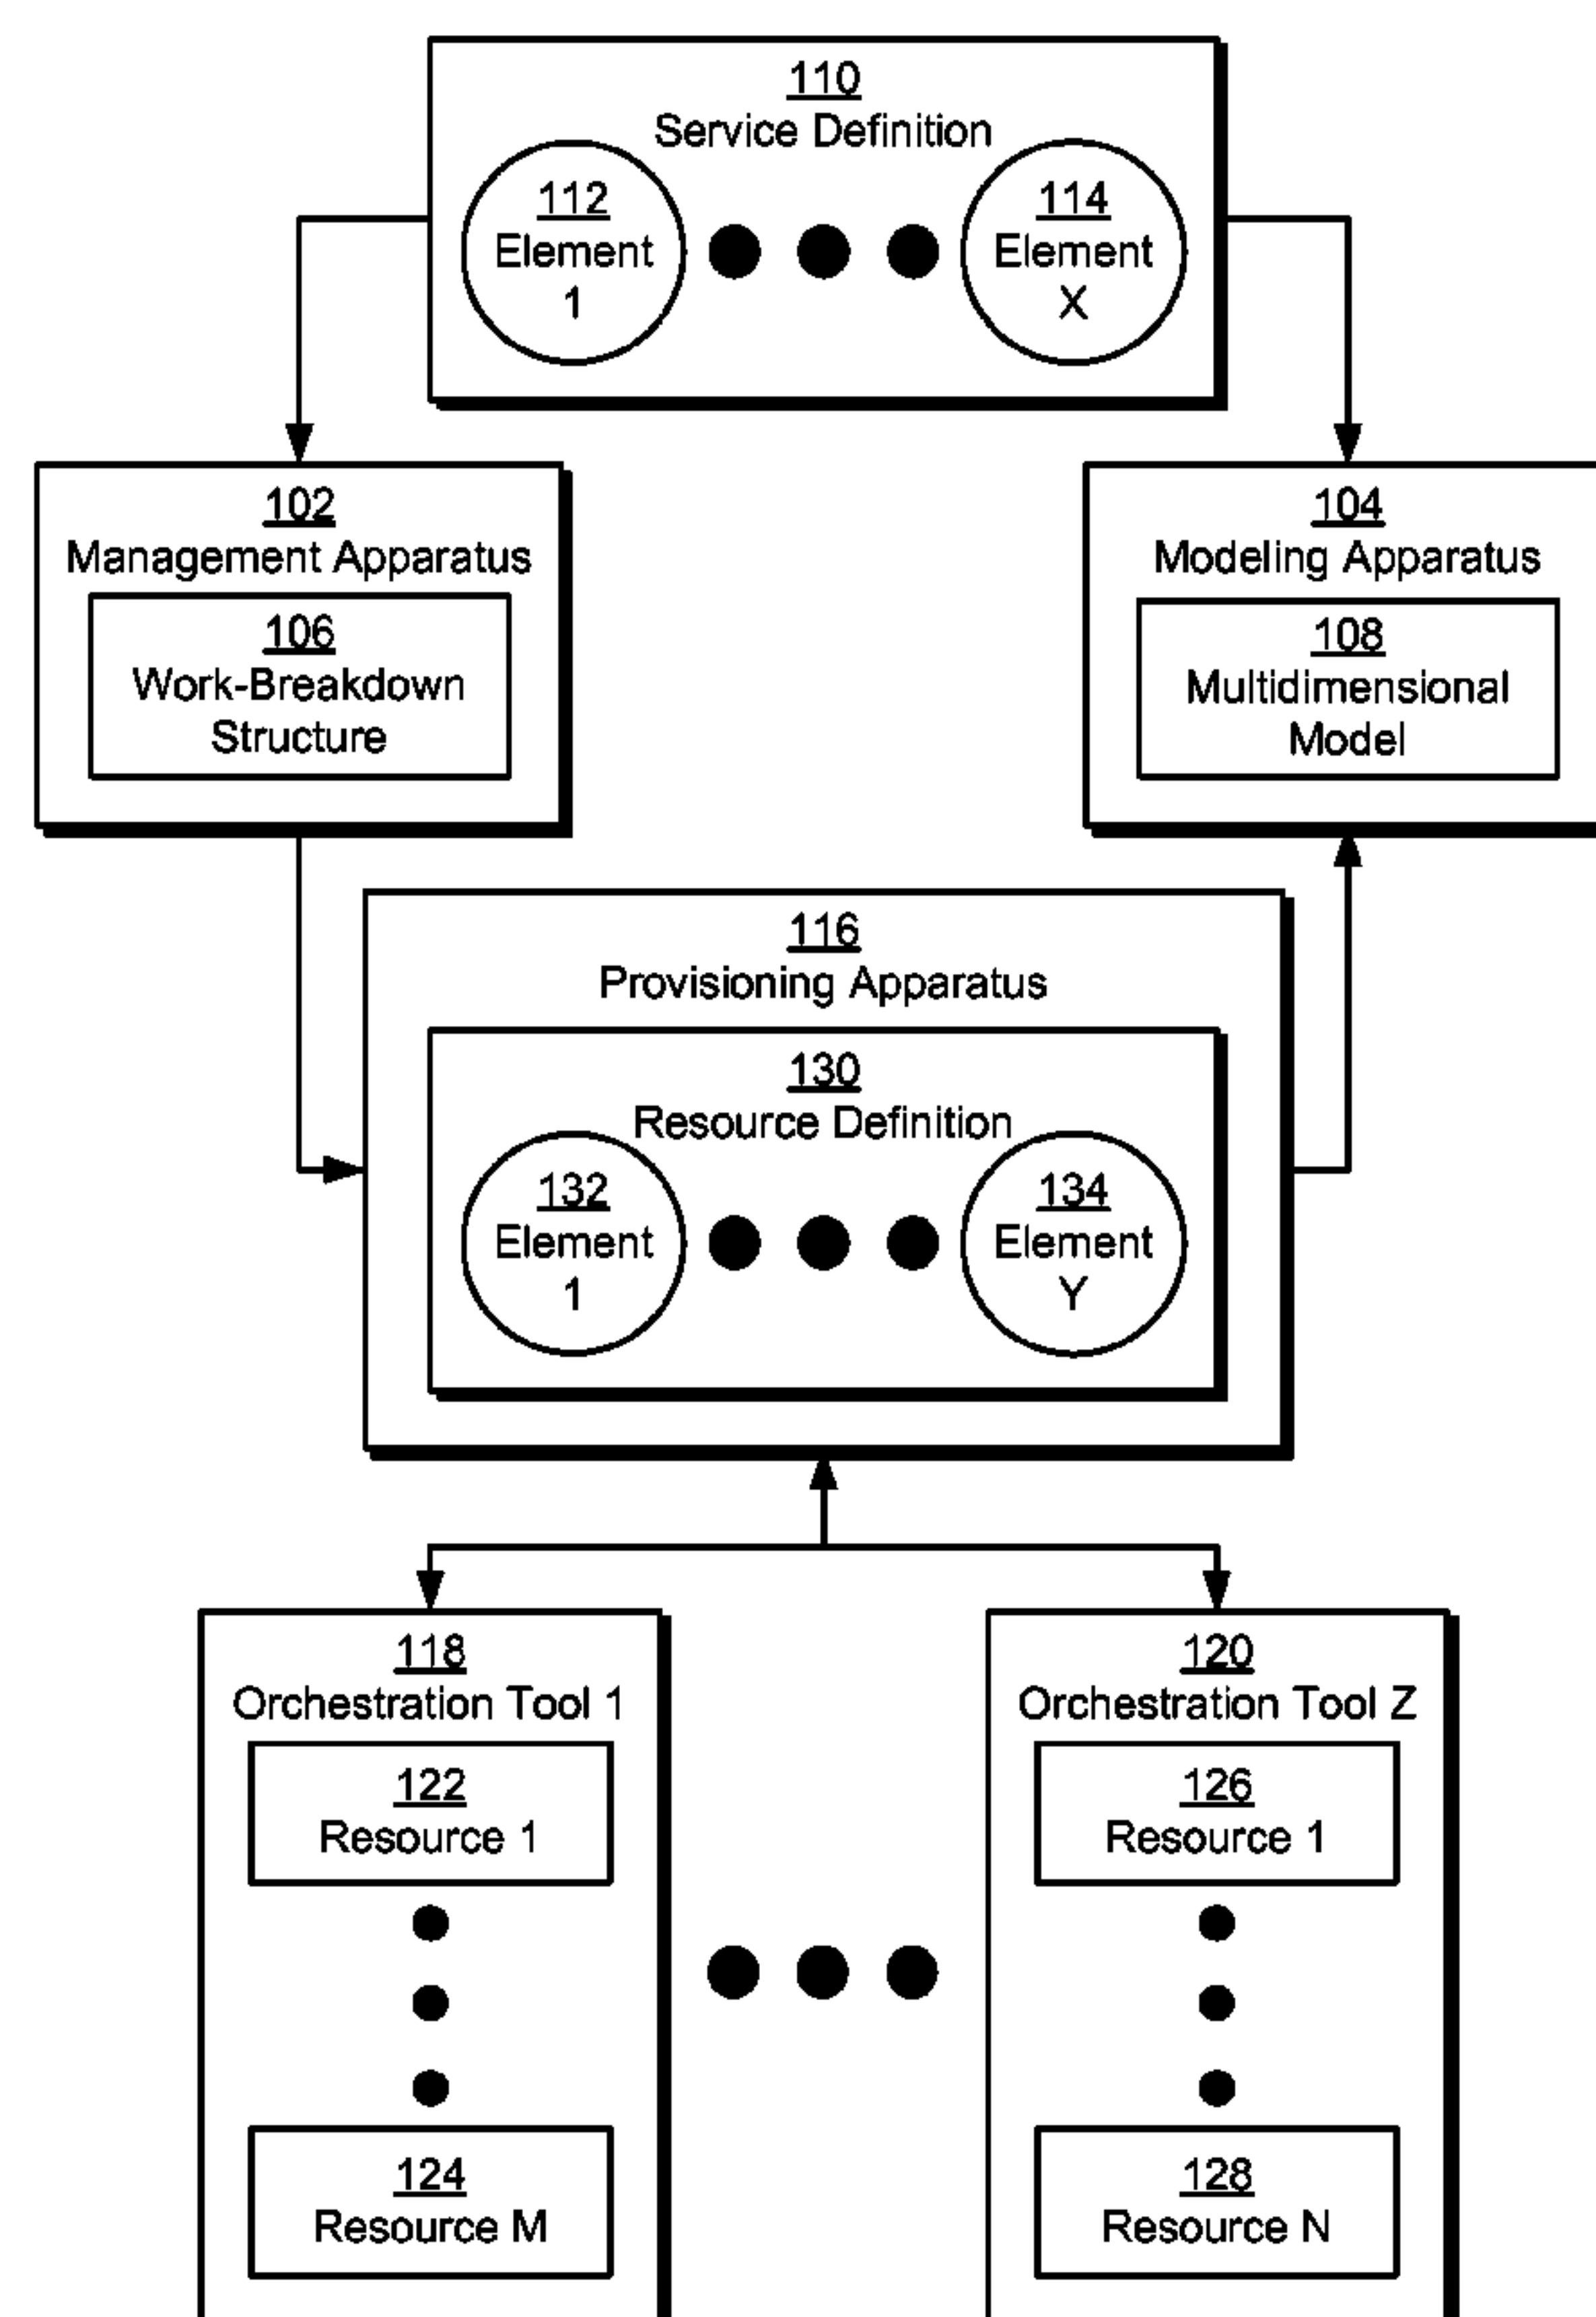 110
Service Definition
112
Element
1
114
Element
X
102
Management Apparatus
106
Work-Breakdown
Structure
104
Modeling Apparatus
108
Multidimensional
Model
116
Provisioning Apparatus
130
Resource Definition
132
Element
1
134
Element
Y
118
Orchestration Tool 1
122
Resource 1
124
Resource M
120
Orchestration Tool Z
126
Resource 1
128
Resource N